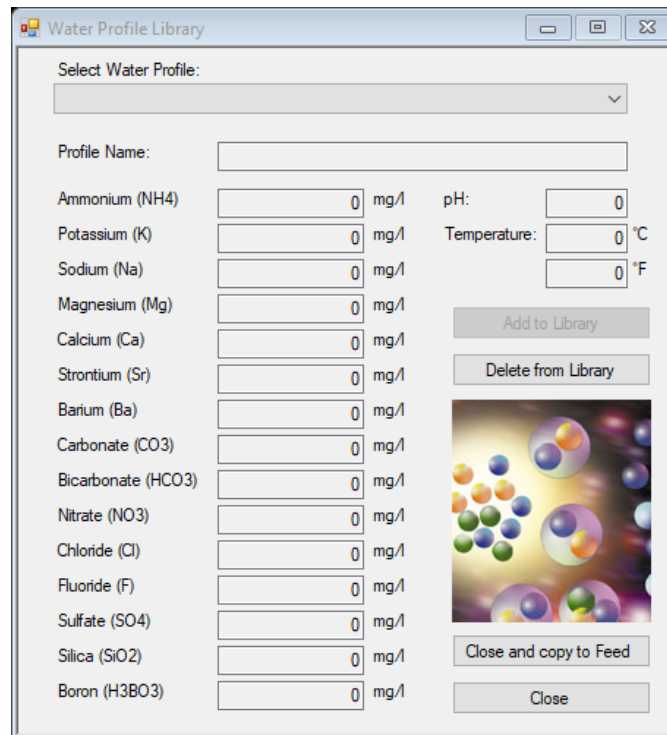 Water Profile Library
Select Water Profile:
Profile Name:
Ammonium (NH4) 0 mg/l pH: 0
Potassium (K) 0 mg/l Temperature: 0 °C
Sodium (Na) 0 mg/l 0 °F
Magnesium (Mg) 0 mg/l
Add to Library
Calcium (Ca) 0 mg/l
Strontium (Sr) 0 mg/l Delete from Library
Barium (Ba) 0 mg/l
Carbonate (CO3) 0 mg/l
Bicarbonate (HCO3) 0 mg/l
Nitrate (NO3) 0 mg/l
Chloride (Cl) 0 mg/l
Fluoride (F) 0 mg/l
Sulfate (SO4) 0 mg/l
Silica (SiO2) 0 mg/l Close and copy to Feed
Boron (H3BO3) 0 mg/l Close